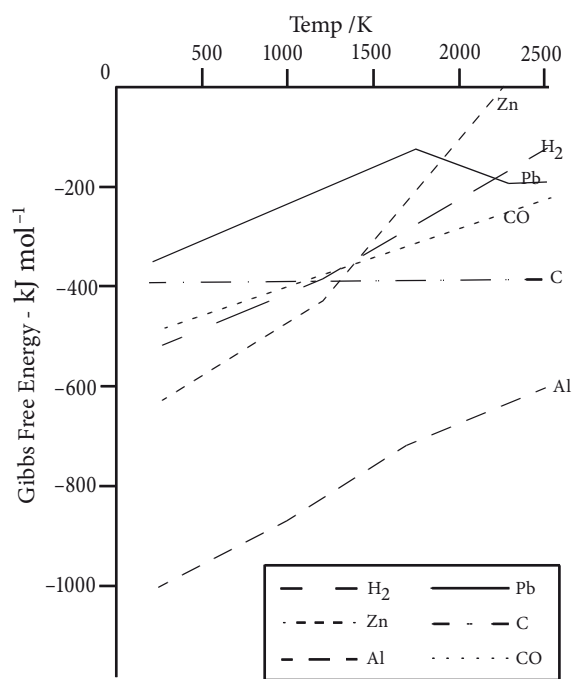 Temp /K
500 1000 1500 2000 2500
0
Zn
H2
Pb
−200
CO
C
−400
−600
Al
−800
−1000
Gibbs Free Energy - kJ mol−1
H2 Pb
Zn C
Al CO